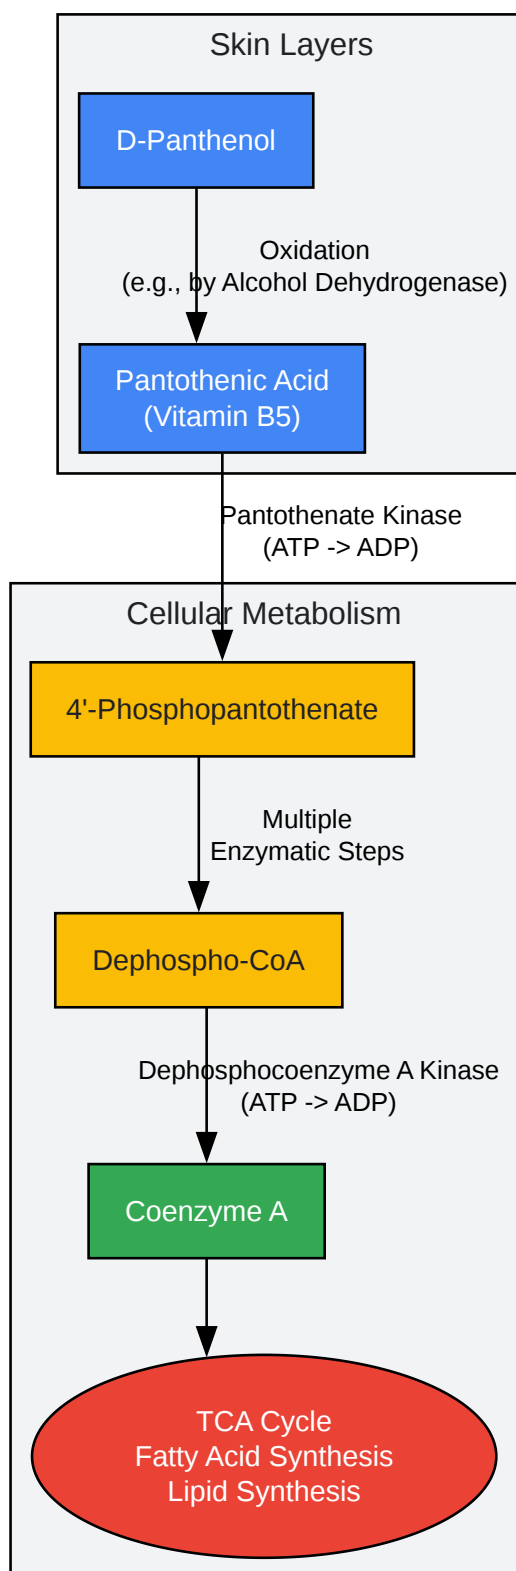 Skin Layers
D-Panthenol
Oxidation
(e.g., by Alcohol Dehydrogenase)
Pantothenic Acid
(Vitamin B5)
Pantothenate Kinase
(ATP -> ADP)
Cellular Metabolism
4'-Phosphopantothenate
Multiple
Enzymatic Steps
Dephospho-CoA
Dephosphocoenzyme A Kinase
(ATP -> ADP)
Coenzyme A
TCA Cycle
Fatty Acid Synthesis
Lipid Synthesis